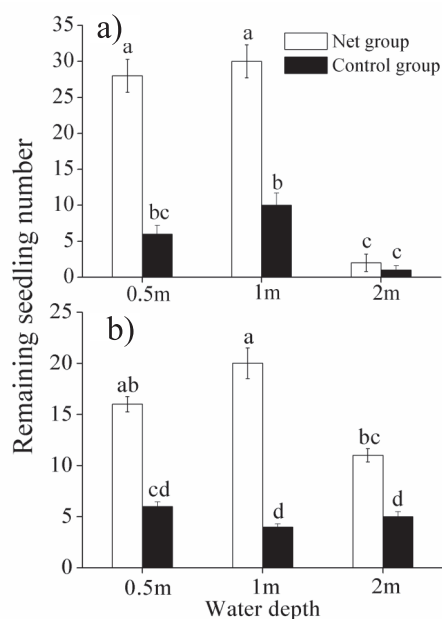 a)
35
30
25
20
15
10
5
0
a
a
bc
b
c
c
Net group
Control group
0.5m
1m
2m
Remaining seedling number
b)
25
20
15
10
5
0
ab
a
bc
cd
d
d
0.5m
1m
2m
Water depth